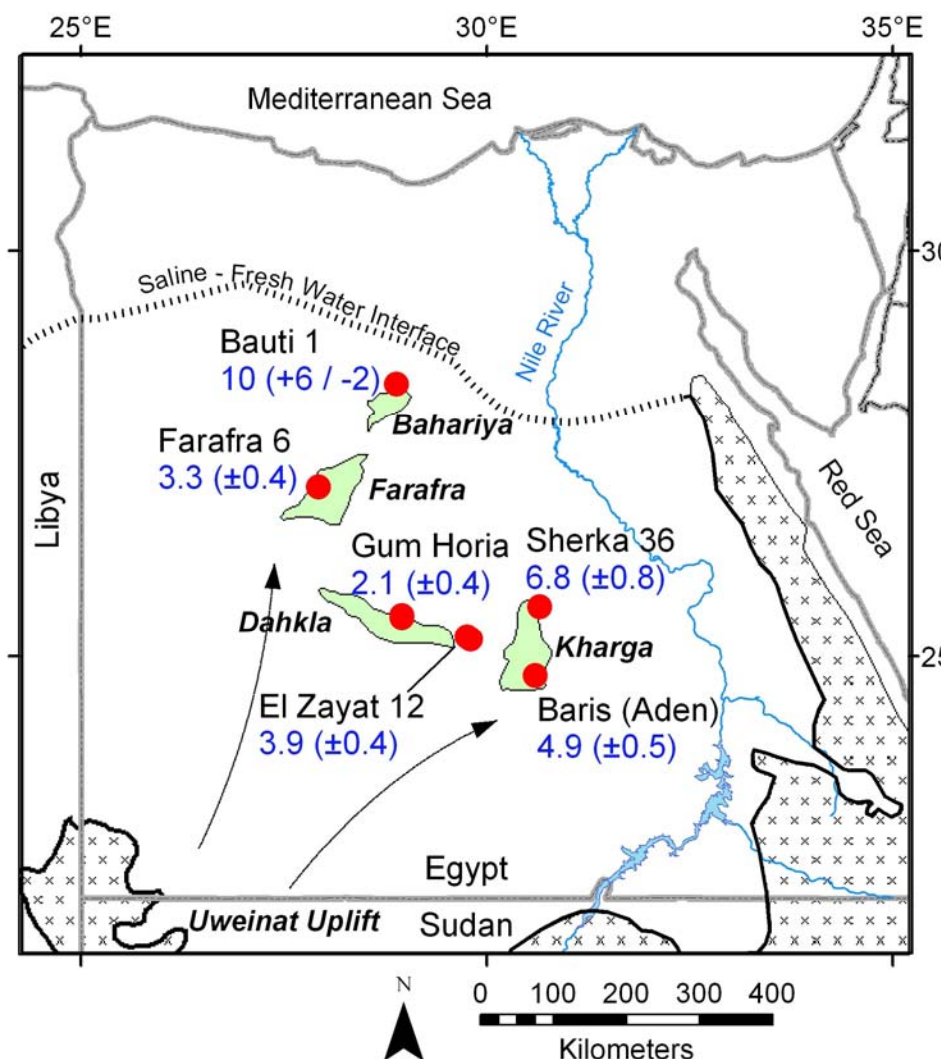 25°E
30°E
35°E
Mediterranean Sea
30
Saline - Fresh Water Interface
Nile River
Bauti 1
10 (+6 / -2)
Bahariya
Farafra 6
3.3 (±0.4)
Farafra
Libya
Red Sea
Gum Horia
2.1 (±0.4)
Sherka 36
6.8 (±0.8)
Dahkla
Kharga
25
El Zayat 12
3.9 (±0.4)
Baris (Aden)
4.9 (±0.5)
Egypt
Uweinat Uplift
Sudan
N
0 100 200 300 400
Kilometers